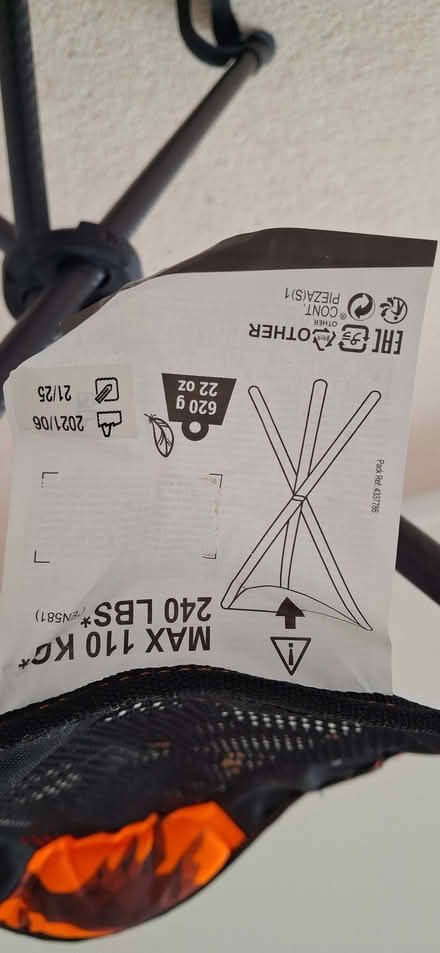 MAX 110 KG*
240 LBS* (*EN581)
Pack Ref: 4337786
620 g
22 oz
2021/06
21/25
EAC
OTHER
OTHER
CONT.
PIEZA(S) 1